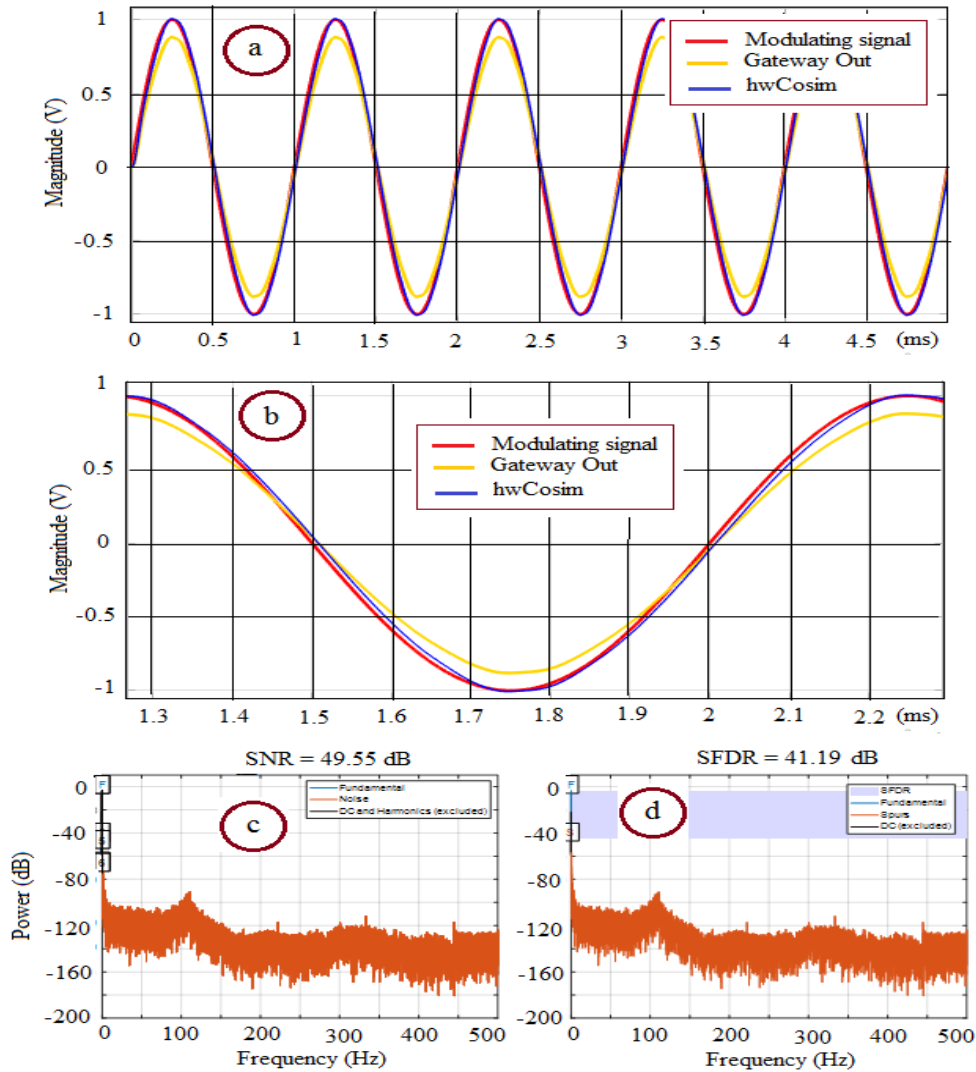 1
0.5
0
-0.5
-1
Magnitude (V)
a
Modulating signal
Gateway Out
hwCosim
0 0.5 1 1.5 2 2.5 3 3.5 4 4.5 (ms)
1
0.5
0
-0.5
-1
Magnitude (V)
b
Modulating signal
Gateway Out
hwCosim
1.3 1.4 1.5 1.6 1.7 1.8 1.9 2 2.1 2.2 (ms)
SNR = 49.55 dB
0
-40
-80
-120
-160
-200
Power (dB)
F
6
c
Fundamental
Noise
DC and Harmonics (excluded)
0 100 200 300 400 500
Frequency (Hz)
SFDR = 41.19 dB
0
-40
-80
-120
-160
-200
F
S
d
SFDR
Fundamental
Spurs
DC (excluded)
0 100 200 300 400 500
Frequency (Hz)